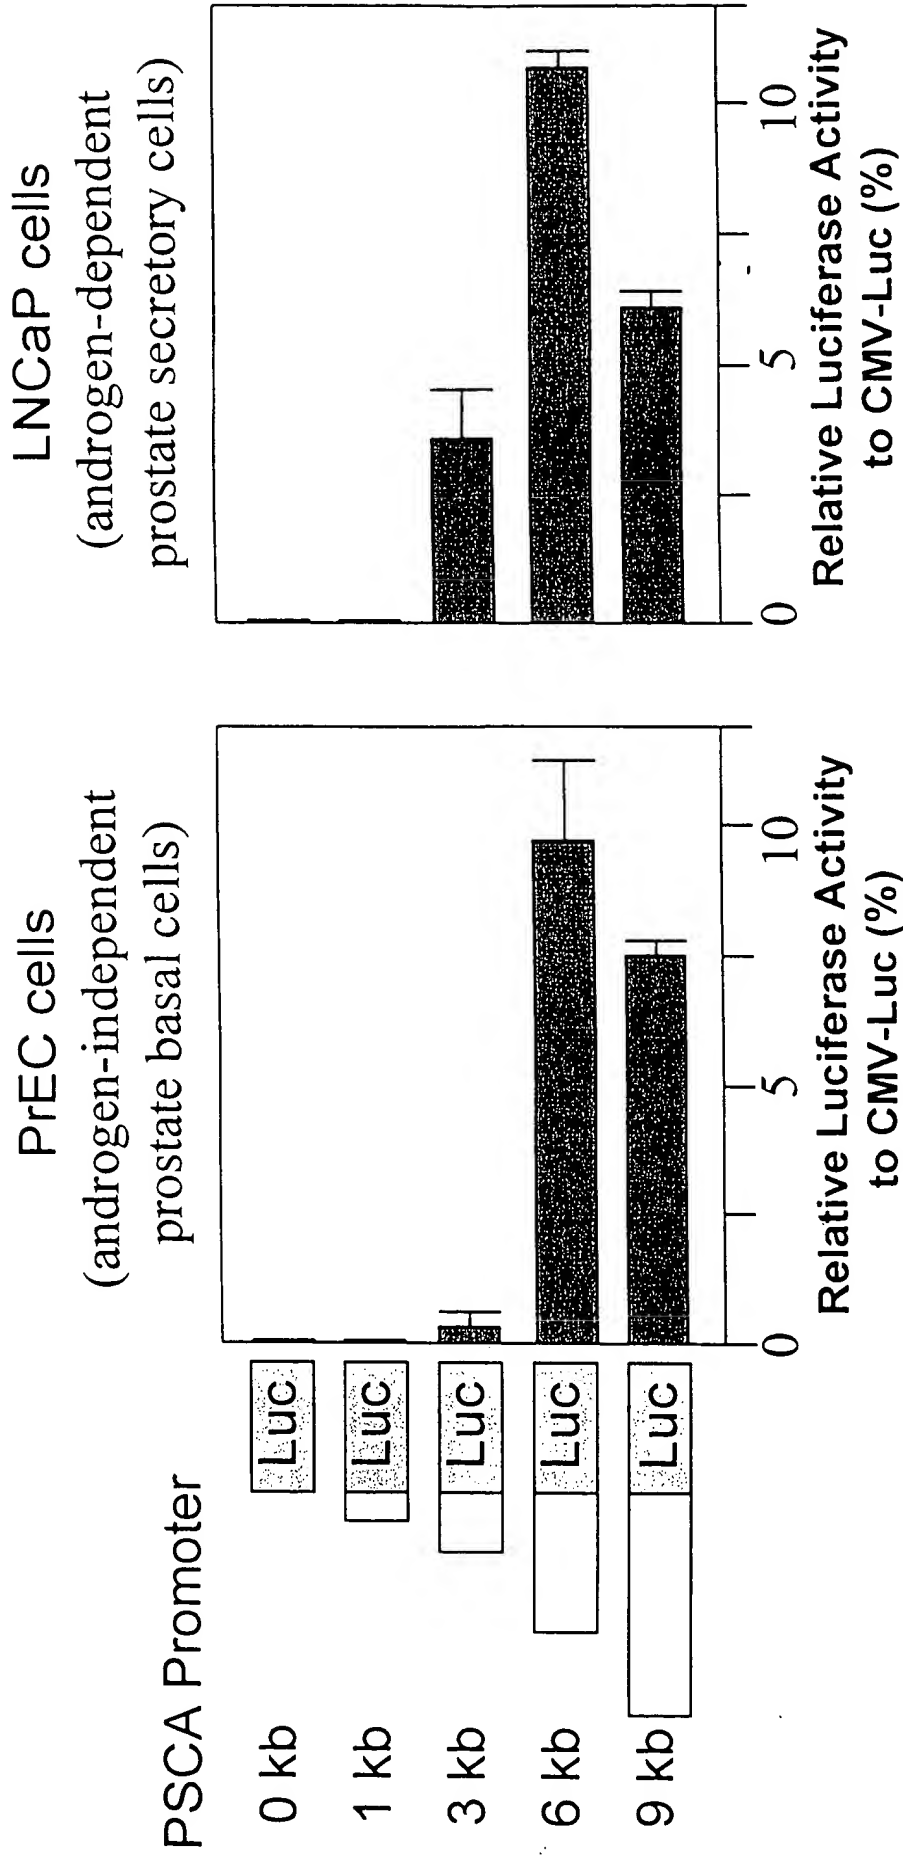 PSCA Promoter
0 kb
Luc
1 kb
Luc
3 kb
Luc
6 kb
Luc
9 kb
Luc
PrEC cells
(androgen-independent
prostate basal cells)
0
5
10
Relative Luciferase Activity
to CMV-Luc (%)
LNCaP cells
(androgen-dependent
prostate secretory cells)
0
5
10
Relative Luciferase Activity
to CMV-Luc (%)